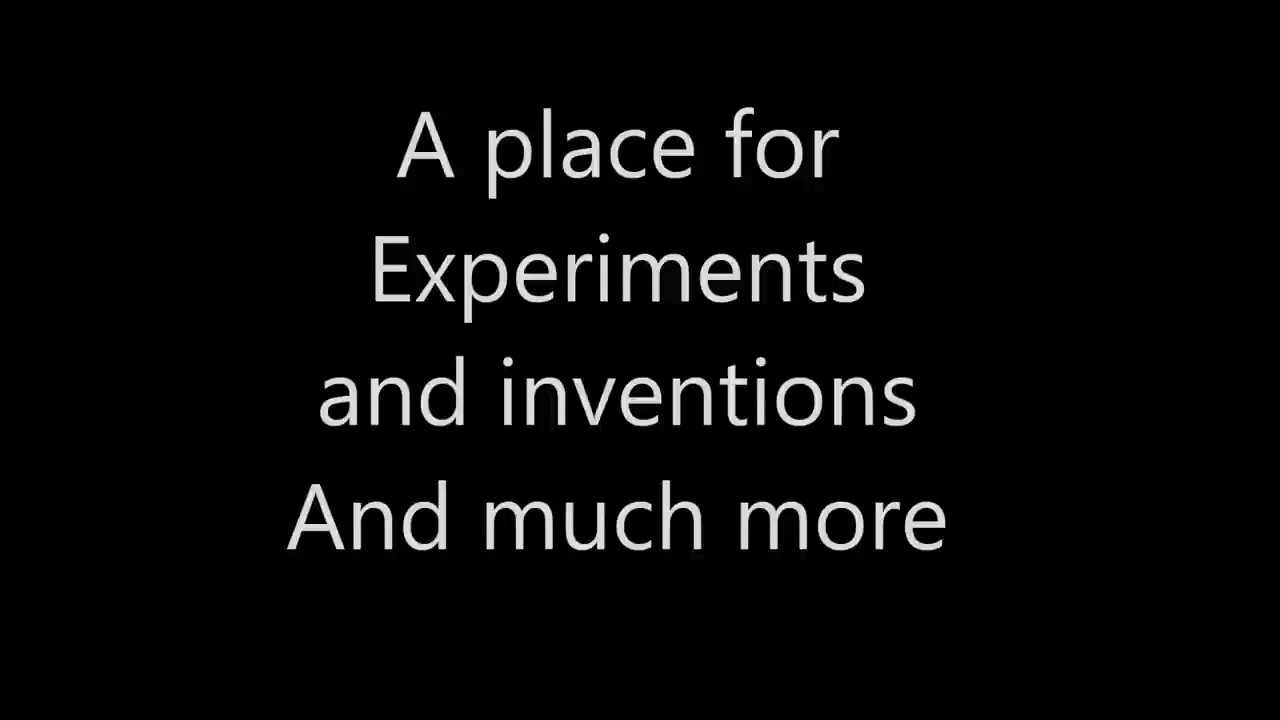 A place for
Experiments
and inventions
And much more